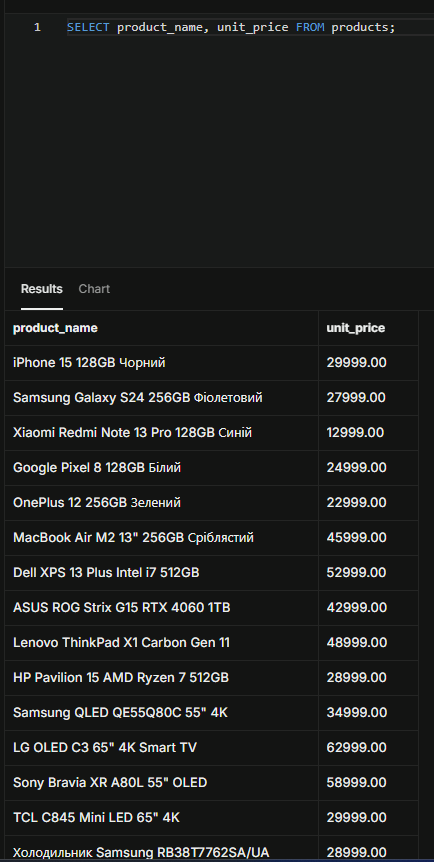 1 SELECT product_name, unit_price FROM products;
Results Chart
product_name unit_price
iPhone 15 128GB Чорний 29999.00
Samsung Galaxy S24 256GB Фіолетовий 27999.00
Xiaomi Redmi Note 13 Pro 128GB Синій 12999.00
Google Pixel 8 128GB Білий 24999.00
OnePlus 12 256GB Зелений 22999.00
MacBook Air M2 13" 256GB Сріблястий 45999.00
Dell XPS 13 Plus Intel i7 512GB 52999.00
ASUS ROG Strix G15 RTX 4060 1TB 42999.00
Lenovo ThinkPad X1 Carbon Gen 11 48999.00
HP Pavilion 15 AMD Ryzen 7 512GB 28999.00
Samsung QLED QE55Q80C 55" 4K 34999.00
LG OLED C3 65" 4K Smart TV 62999.00
Sony Bravia XR A80L 55" OLED 58999.00
TCL C845 Mini LED 65" 4K 29999.00
Холодильник Samsung RB38T7762SA/UA 28999.00